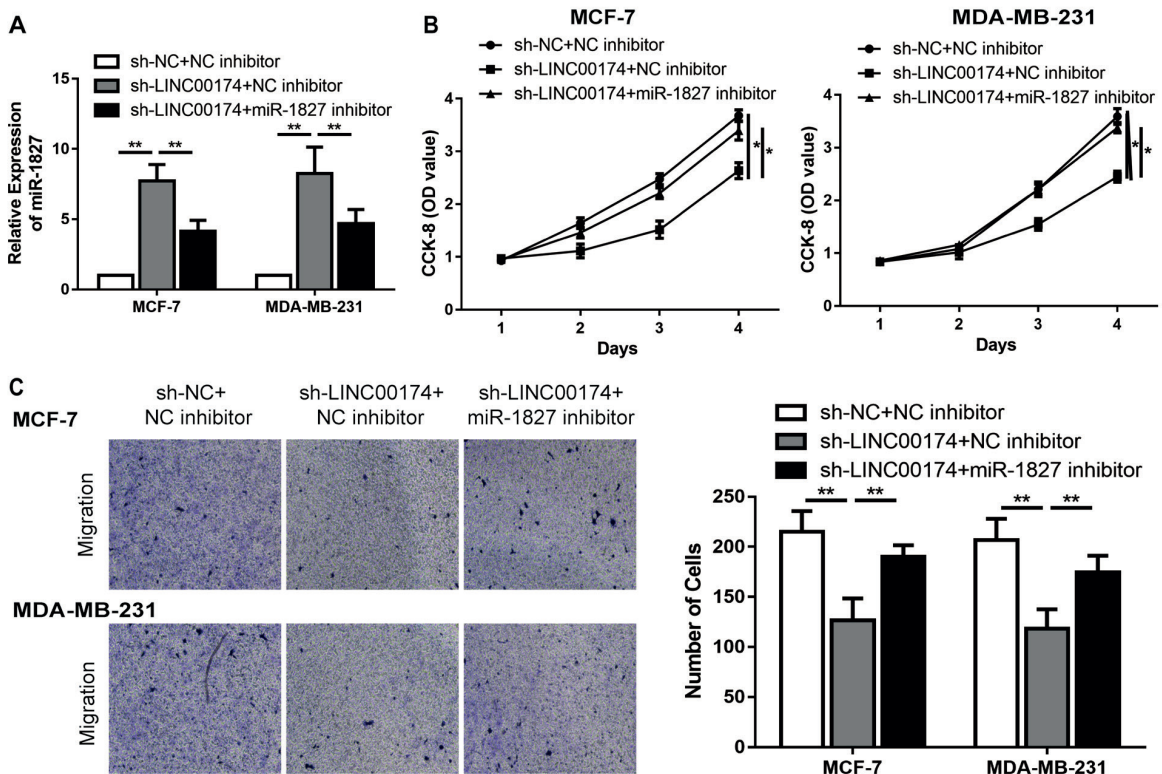 A
sh-NC+NC inhibitor
sh-LINC00174+NC inhibitor
sh-LINC00174+miR-1827 inhibitor
Relative Expression
of miR-1827
15
10
5
0
** **
** **
MCF-7
MDA-MB-231
B
MCF-7
sh-NC+NC inhibitor
sh-LINC00174+NC inhibitor
sh-LINC00174+miR-1827 inhibitor
CCK-8 (OD value)
4
3
2
1
0
* *
1 2 3 4
Days
MDA-MB-231
sh-NC+NC inhibitor
sh-LINC00174+NC inhibitor
sh-LINC00174+miR-1827 inhibitor
CCK-8 (OD value)
4
3
2
1
0
* *
1 2 3 4
Days
C
sh-NC+
NC inhibitor
sh-LINC00174+
NC inhibitor
sh-LINC00174+
miR-1827 inhibitor
MCF-7
Migration
MDA-MB-231
Migration
sh-NC+NC inhibitor
sh-LINC00174+NC inhibitor
sh-LINC00174+miR-1827 inhibitor
Number of Cells
250
200
150
100
50
0
** **
** **
MCF-7
MDA-MB-231